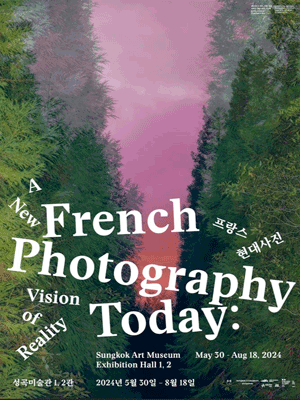 A
New
French
프랑스
현대사진
Photography
Vision
of
Reality
Today:
Sungkok Art Museum
Exhibition Hall 1, 2
May 30 - Aug 18, 2024
성곡미술관 1, 2관
2024년 5월 30일 – 8월 18일